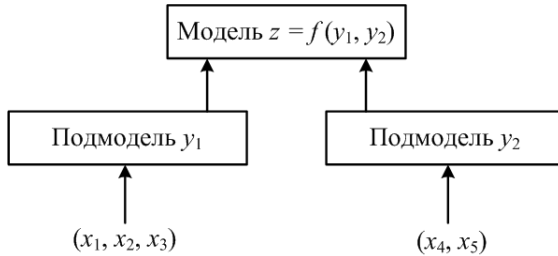 Модель z = f(y₁, y₂)
Подмодель y₁
Подмодель y₂
(x₁, x₂, x₃)
(x₄, x₅)